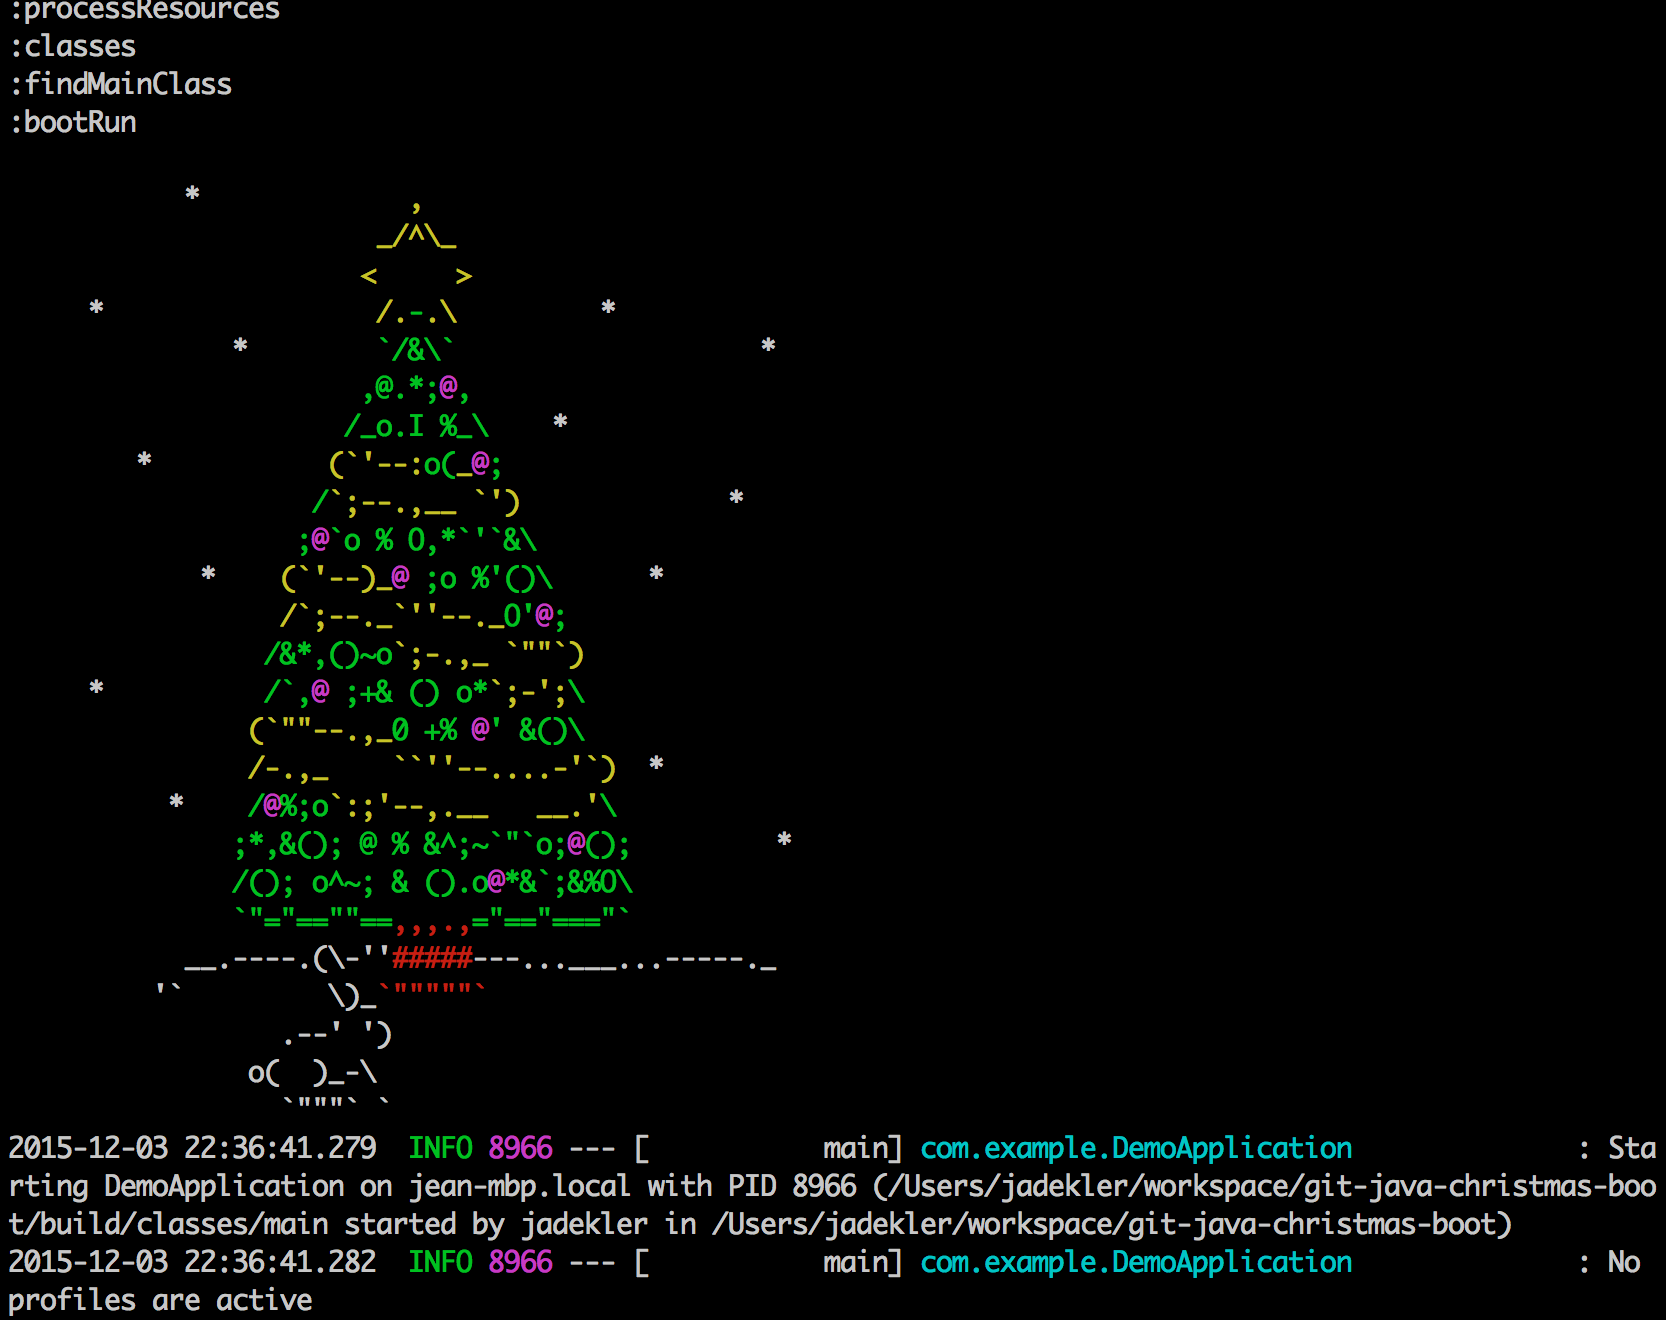 :processResources
:classes
:findMainClass
:bootRun
           *             ,
                       _/^\_
                      <     >
     *                 /.-.\         *
              *        `/&\`                   *
                      ,@.*;@,
                     /_o.I %_\    *
        *           (`'--:o(_@;
                   /`;--.,__ `')             *
                  ;@`o % O,*`'`&\
            *    (`'--)_@ ;o %'()\      *
                 /`;--._`''--._O'@;
                /&*,()~o`;-.,_ `""`)
     *          /`,@ ;+& () o*`;-';\
               (`""--.,_0 +% @' &()\
               /-.,_    ``''--....-'`)  *
          *    /@%;o`:;'--,.__   __.'\
              ;*,&(); @ % &^;~`"`o;@();         *
              /(); o^~; & ().o@*&`;&%O\
              `"="==""==,,,.,="=="==="`
           __.----.(\-''#####---...___...-----._
         '`         \)_`"""""`
                 .--' ')
               o(  )_-\
                 `"""` `
2015-12-03 22:36:41.279  INFO 8966 --- [           main] com.example.DemoApplication              : Sta
rting DemoApplication on jean-mbp.local with PID 8966 (/Users/jadekler/workspace/git-java-christmas-boo
t/build/classes/main started by jadekler in /Users/jadekler/workspace/git-java-christmas-boot)
2015-12-03 22:36:41.282  INFO 8966 --- [           main] com.example.DemoApplication              : No
profiles are active